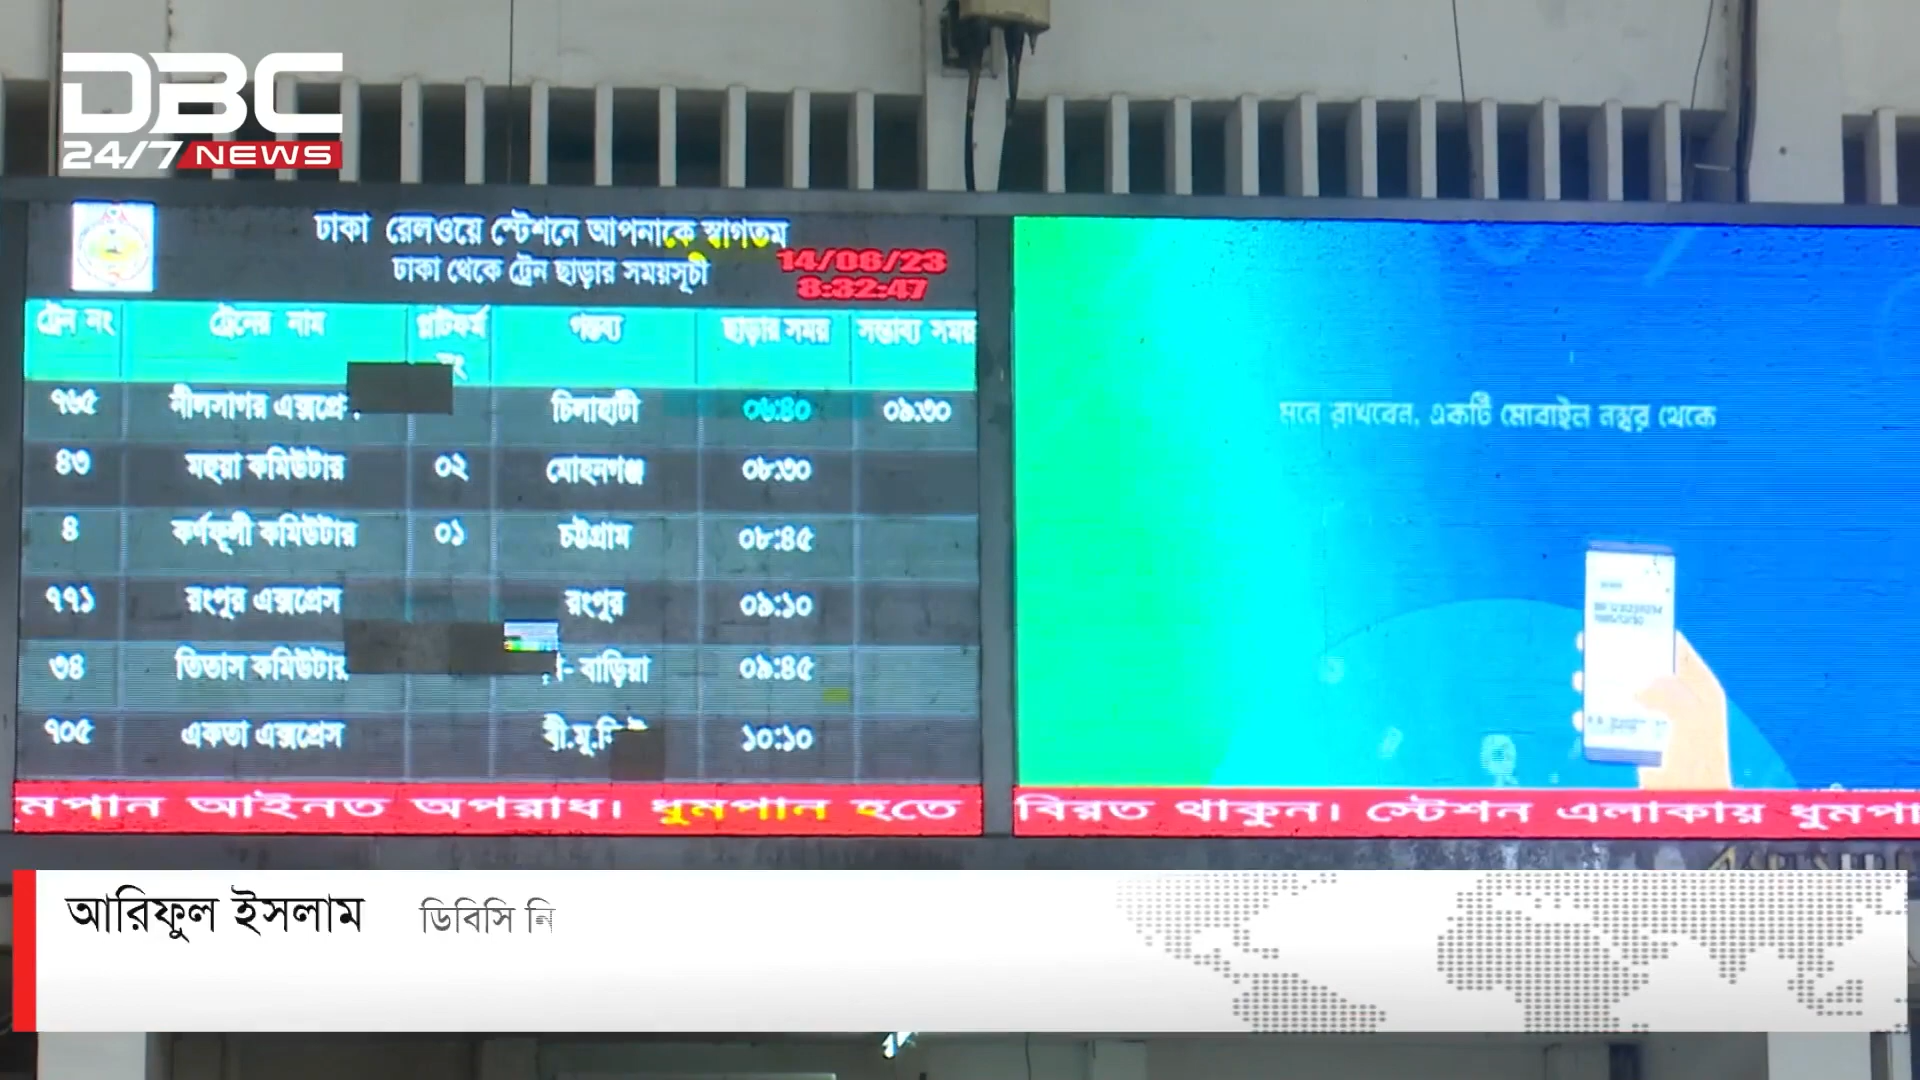 DBC
24/7 NEWS
ঢাকা রেলওয়ে স্টেশনে আপনাকে স্বাগতম
ঢাকা থেকে ট্রেন ছাড়ার সময়সূচী
14/06/23
8:32:47
ট্রেন নং ট্রেনের নাম প্লাটফর্ম নং গন্তব্য ছাড়ার সময় সম্ভাব্য সময়
৭৬৫ নীলসাগর চিলাহাটী ০৬:৪০ ০৯:৩০
৪৩ মহুয়া কমিউটার ০২ মোহনগঞ্জ ০৮:৩০
৪ কর্ণফূলী কমিউটার ০১ চট্টগ্রাম ০৮:৪৫
৭৭১ রংপুর এক্সপ্রেস রংপুর ০৯:১০
৩৪ তিতাস কমিউটার - বাড়িয়া ০৯:৪৫
৭০৫ একতা এক্সপ্রেস বী.মু. ১০:১০
মপান আইনত অপরাধ। ধুমপান হতে
মনে রাখবেন, একটি মোবাইল নম্বর থেকে
বিরত থাকুন। স্টেশন এলাকায় ধুমপা
আরিফুল ইসলাম ডিবিসি নি